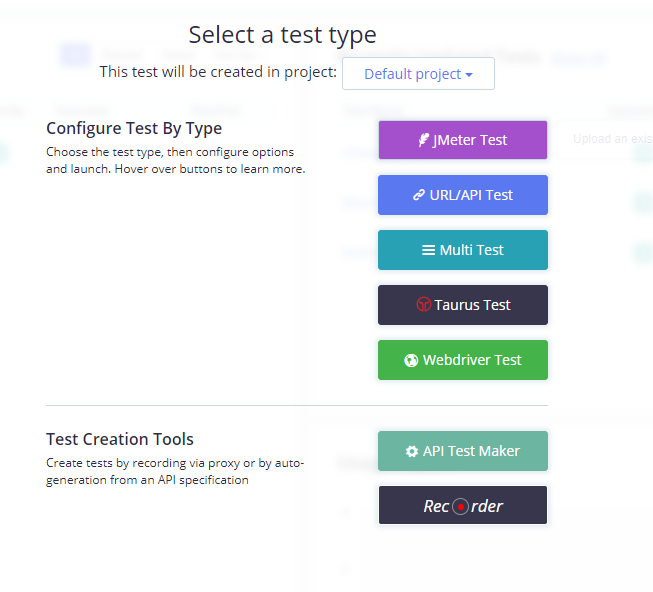 Select a test type
This test will be created in project: Default project
Configure Test By Type
Choose the test type, then configure options
and launch. Hover over buttons to learn more.
JMeter Test
Upload an exis
URL/API Test
Multi Test
Taurus Test
Webdriver Test
Test Creation Tools
Create tests by recording via proxy or by auto-
generation from an API specification
API Test Maker
Recorder